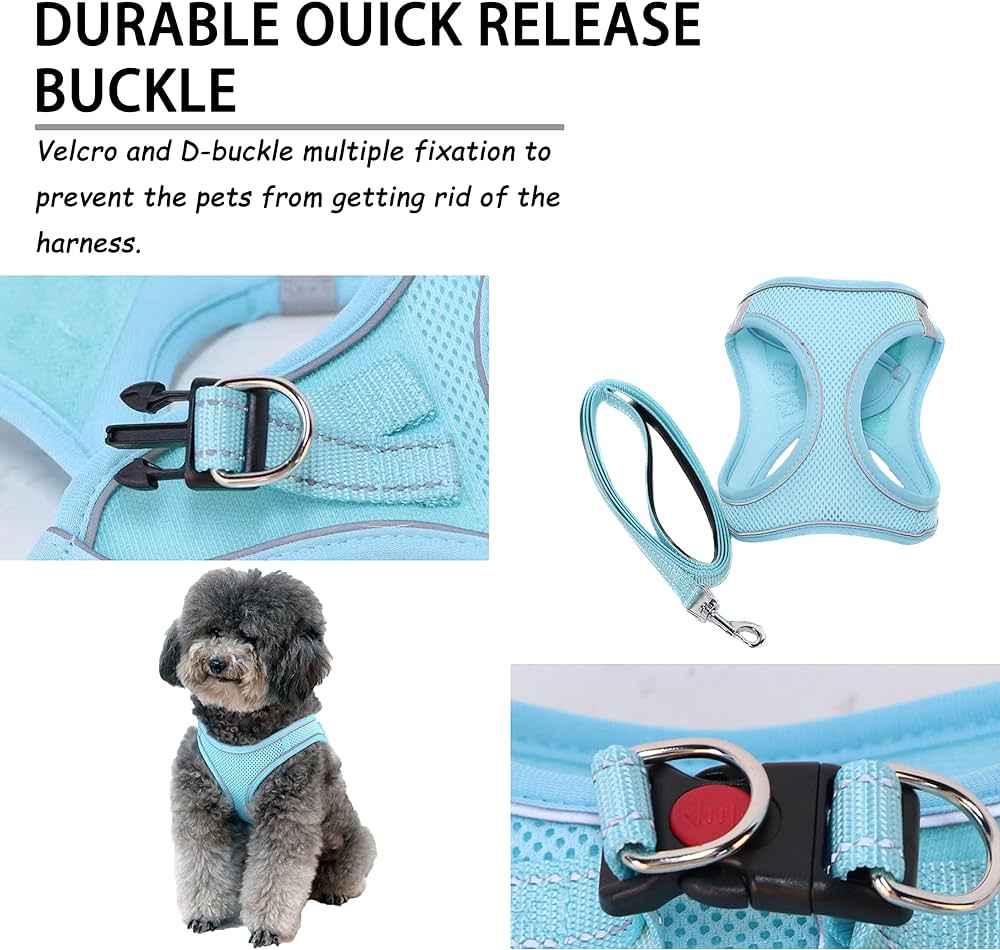 DURABLE OUICK RELEASE
BUCKLE
Velcro and D-buckle multiple fixation to
prevent the pets from getting rid of the
harness.